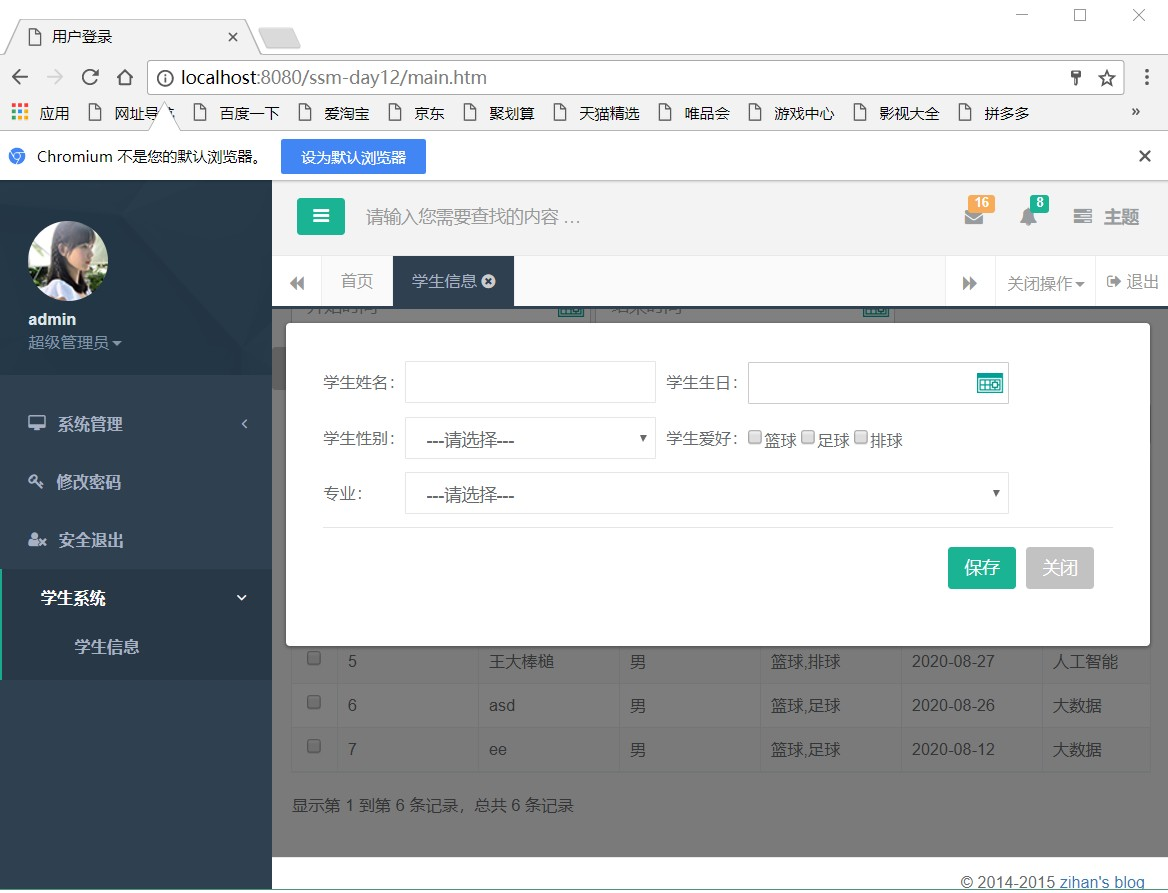 用户登录
localhost:8080/ssm-day12/main.htm
应用 网址导航 百度一下 爱淘宝 京东 聚划算 天猫精选 唯品会 游戏中心 影视大全 拼多多 »
Chromium 不是您的默认浏览器。 设为默认浏览器
请输入您需要查找的内容 … 16 8 主题
首页 学生信息 关闭操作 退出
admin
超级管理员
系统管理
修改密码
安全退出
学生系统
学生信息
开始时间 结束时间
学生姓名: 学生生日:
学生性别: ---请选择--- 学生爱好: 篮球 足球 排球
专业: ---请选择---
保存 关闭
5 王大棒槌 男 篮球,排球 2020-08-27 人工智能
6 asd 男 篮球,足球 2020-08-26 大数据
7 ee 男 篮球,足球 2020-08-12 大数据
显示第 1 到第 6 条记录，总共 6 条记录
© 2014-2015 zihan's blog